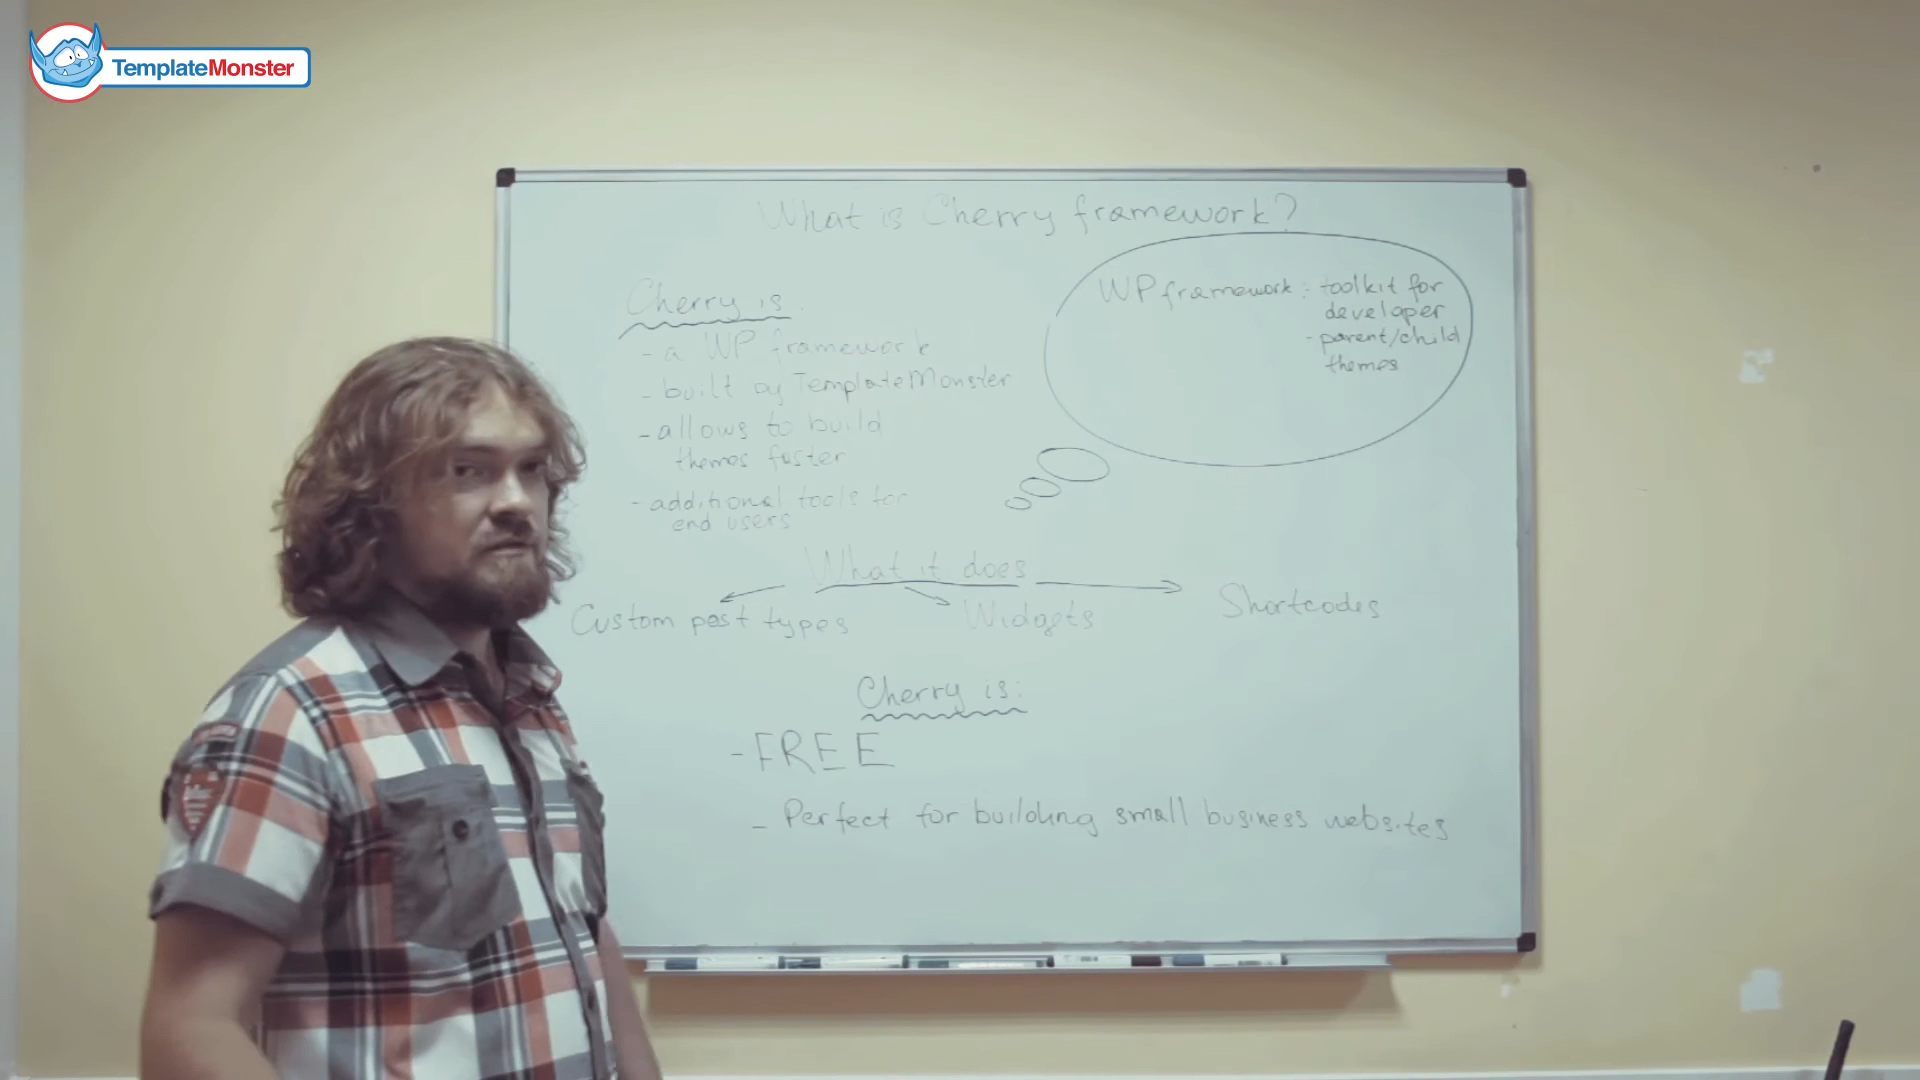 TemplateMonster
What is Cherry framework?
Cherry is:
- a WP framework
- built by TemplateMonster
- allows to build
themes faster
- additional tools for
end users
WP framework: toolkit for
developer
- parent/child
themes
What it does
Custom post types
Widgets
Shortcodes
Cherry is:
- FREE
- Perfect for building small business websites